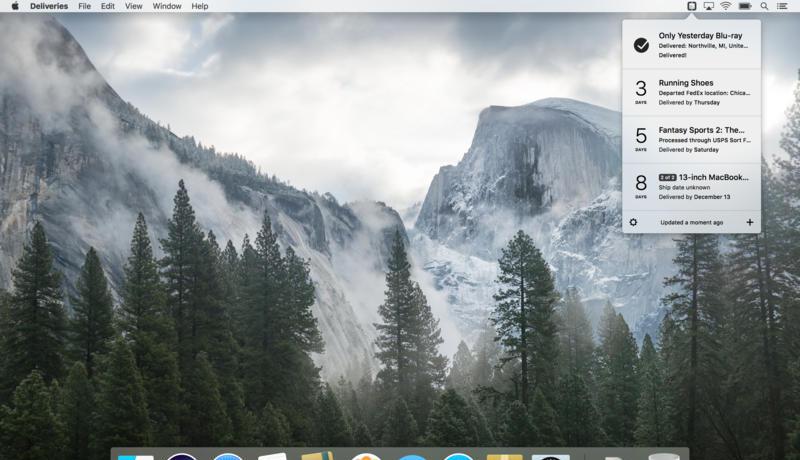 Deliveries File Edit View Window Help
Only Yesterday Blu-ray
Delivered: Northville, MI, Unite...
Delivered!
3 DAYS
Running Shoes
Departed FedEx location: Chica...
Delivered by Thursday
5 DAYS
Fantasy Sports 2: The...
Processed through USPS Sort F...
Delivered by Saturday
8 DAYS
2 of 2 13-inch MacBook...
Ship date unknown
Delivered by December 13
Updated a moment ago